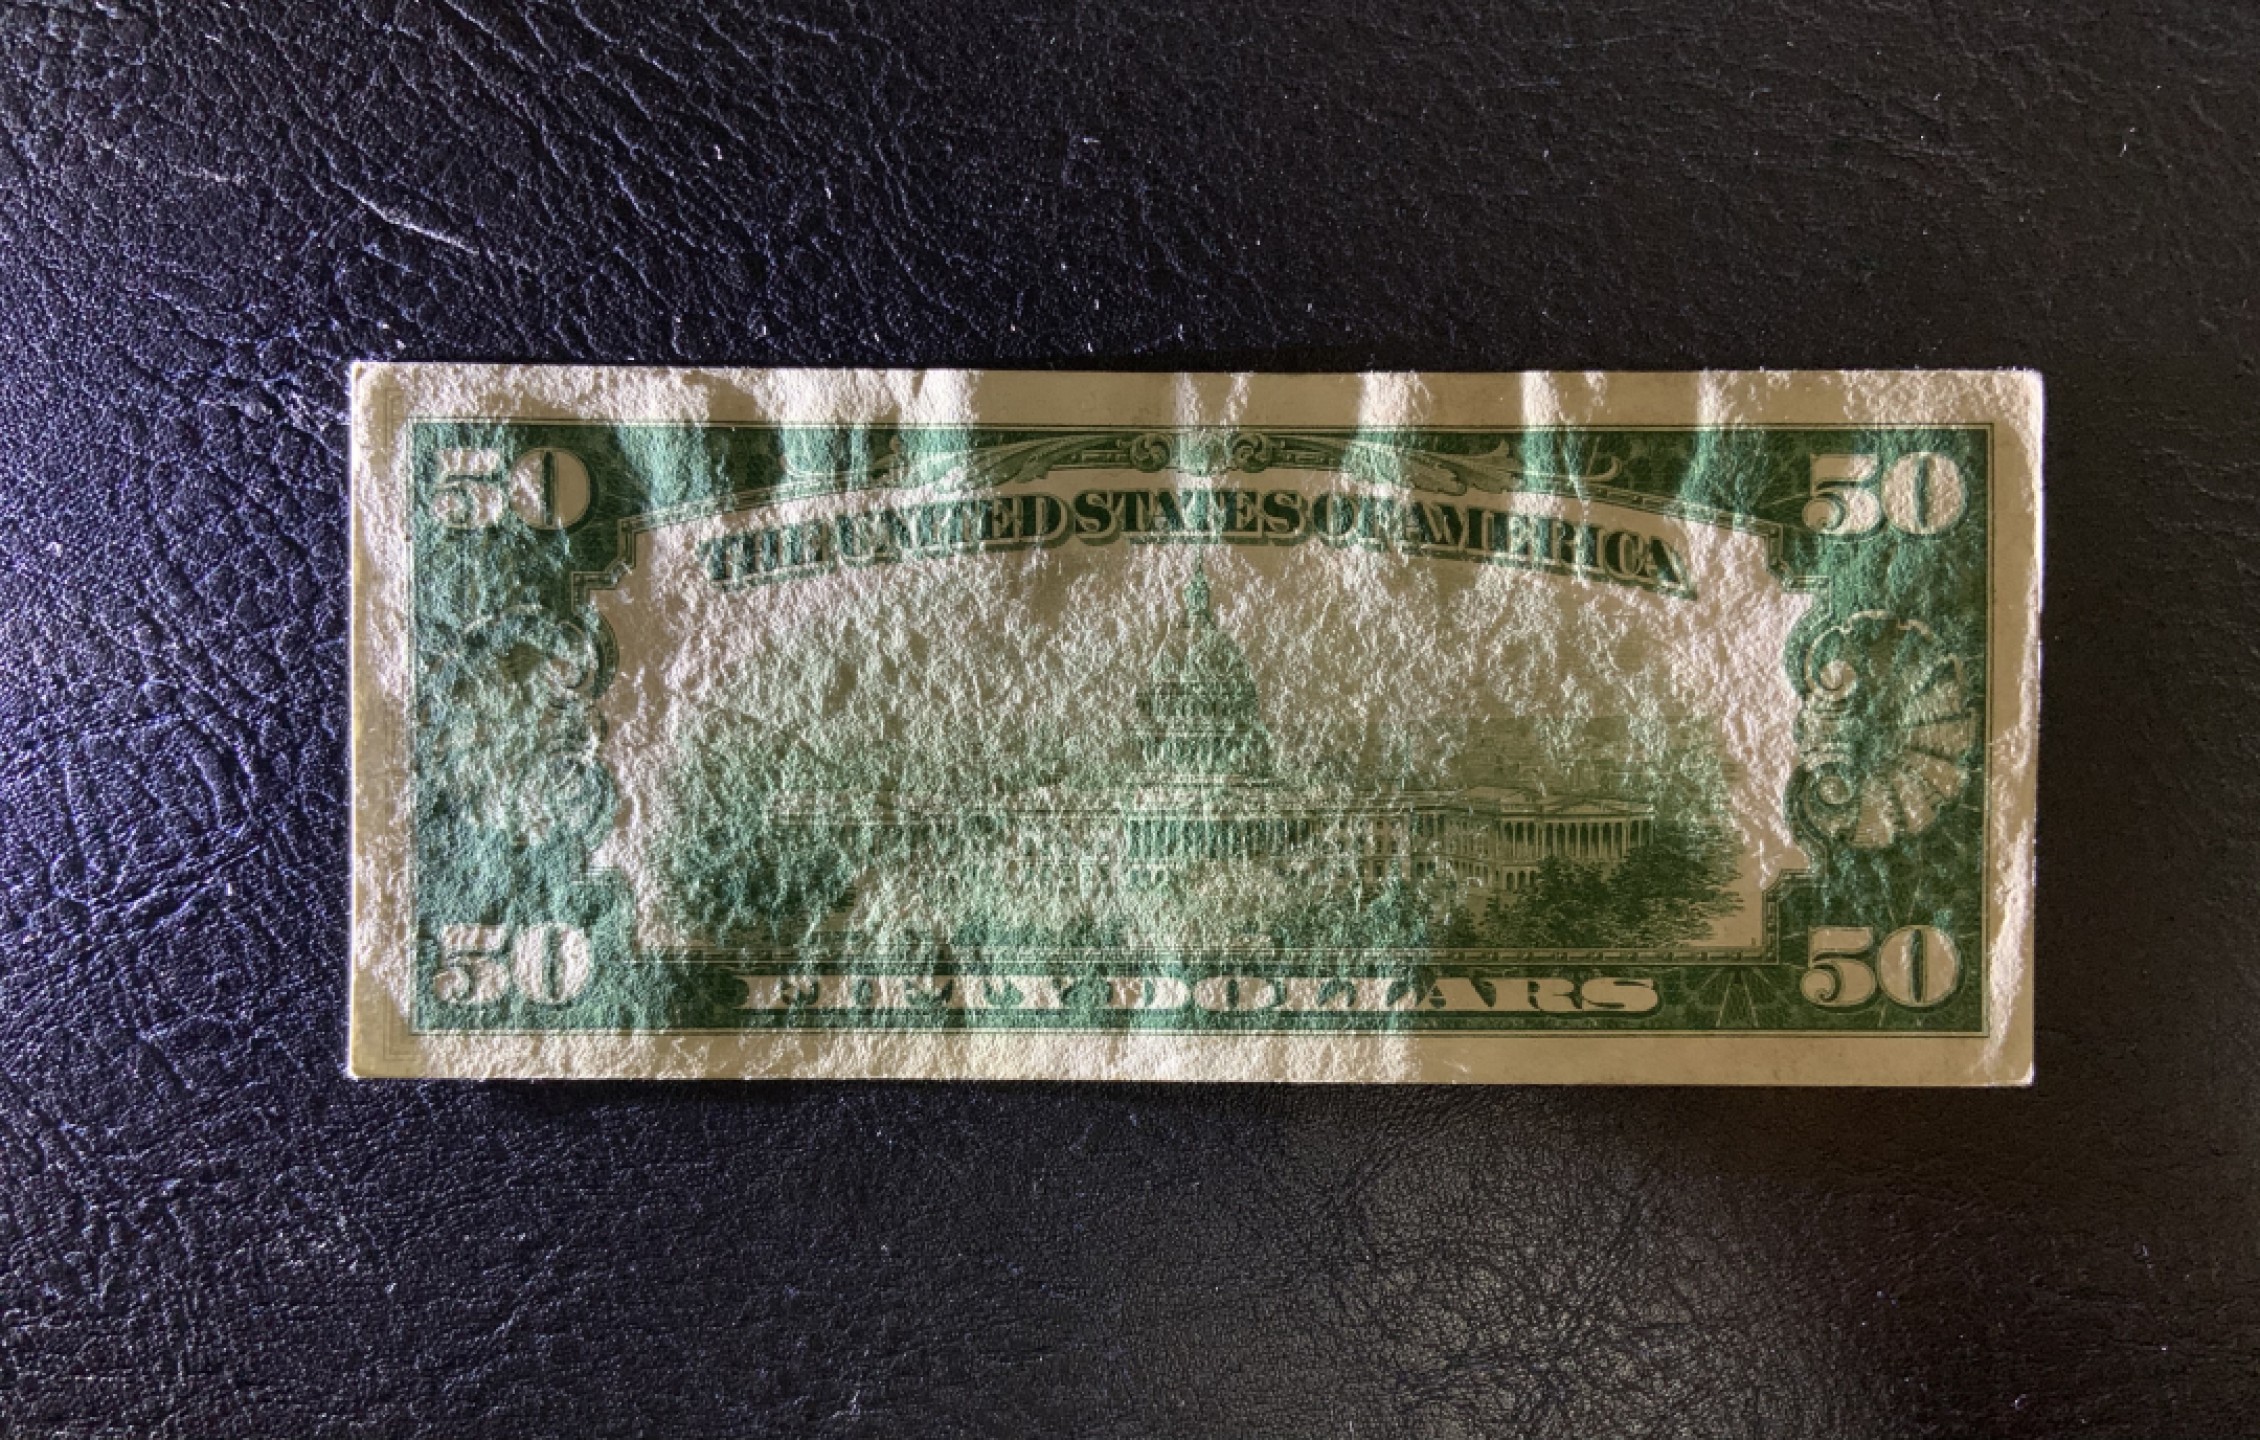 50 50
THE UNITED STATES OF AMERICA
50 50
FIFTY DOLLARS